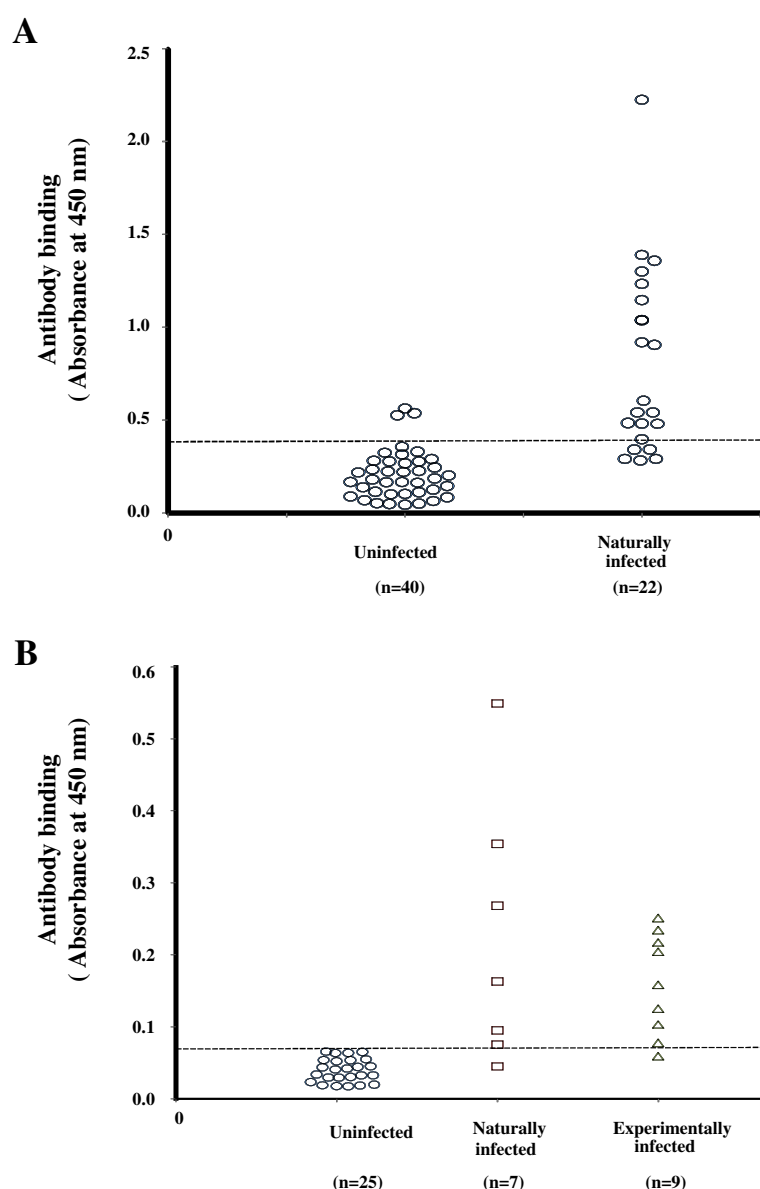 A
Antibody binding
( Absorbance at 450 nm)
2.5
2.0
1.5
1.0
0.5
0.0
0
Uninfected
Naturally
infected
(n=40)
(n=22)
B
Antibody binding
( Absorbance at 450 nm)
0.6
0.5
0.4
0.3
0.2
0.1
0.0
0
Uninfected
Naturally
infected
Experimentally
infected
(n=25)
(n=7)
(n=9)